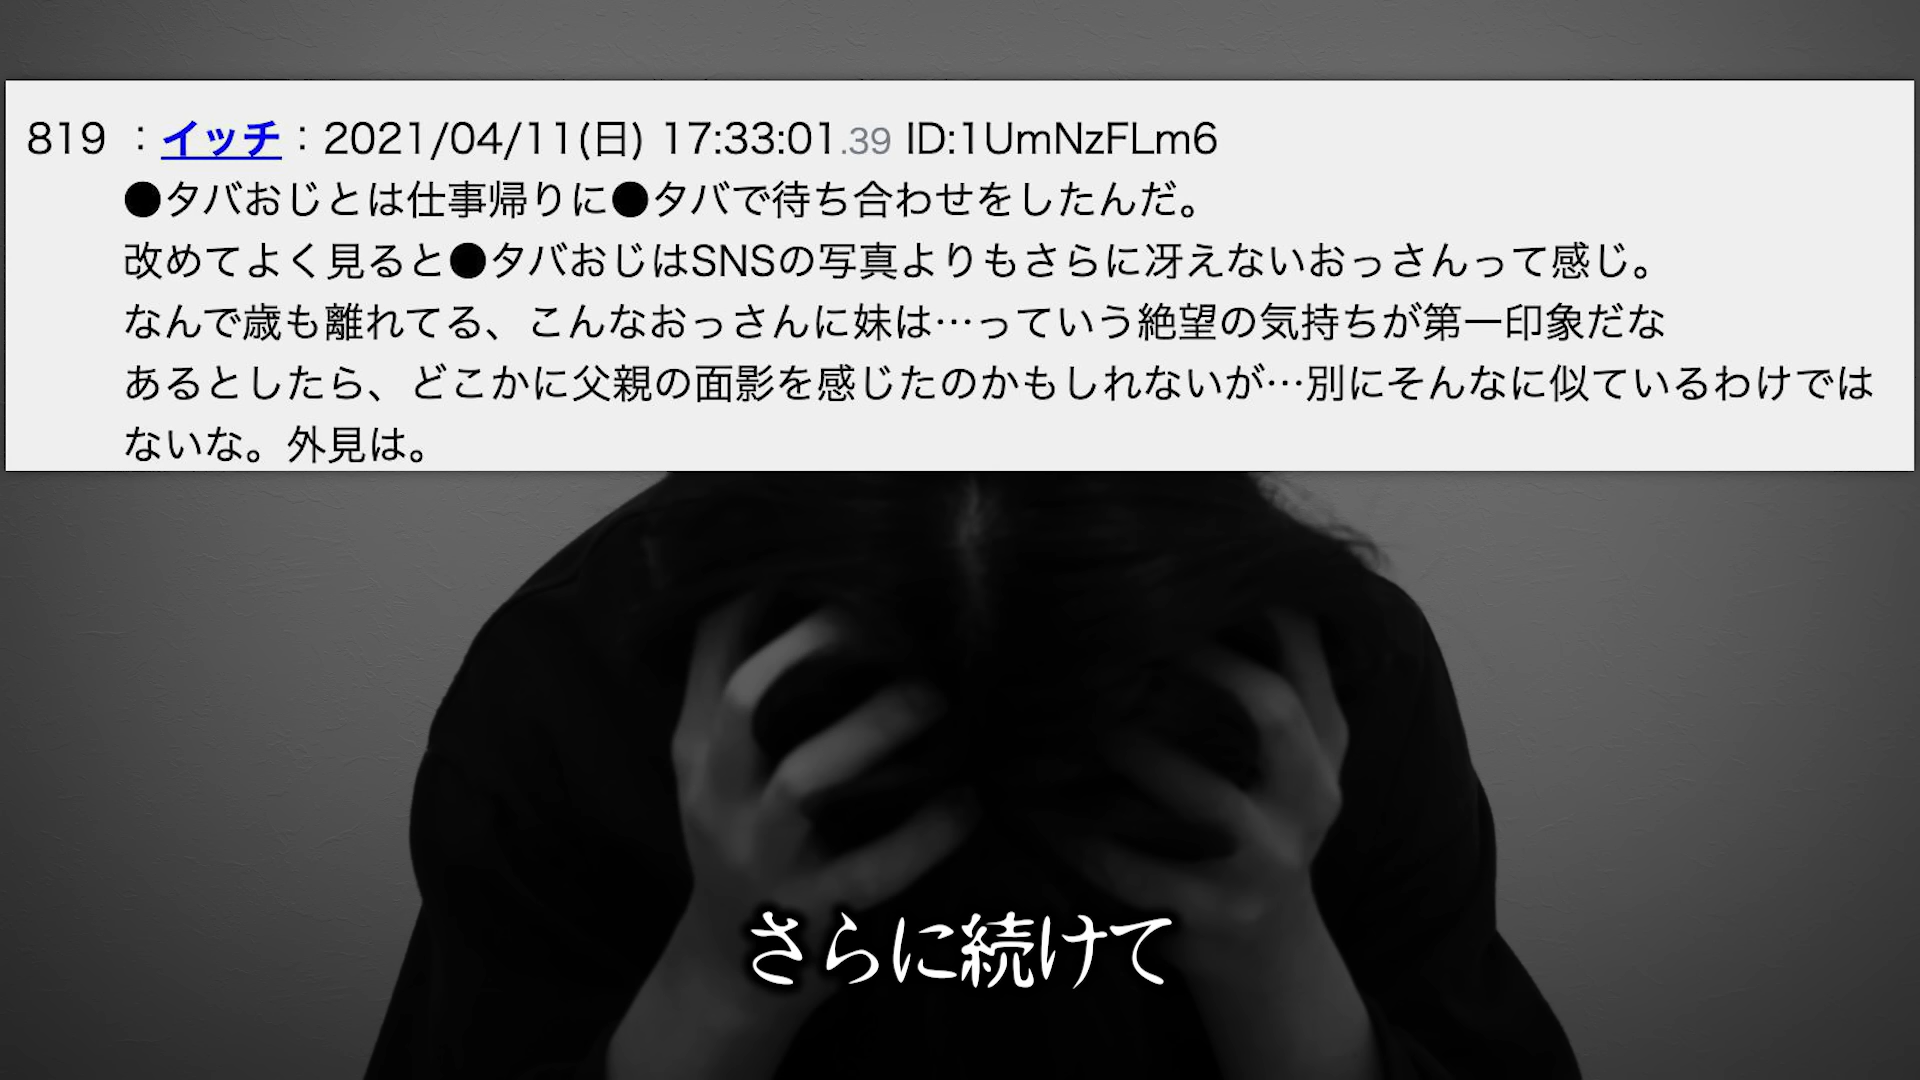 819 ：イッチ：2021/04/11(日) 17:33:01.39 ID:1UmNzFLm6
●タバおじとは仕事帰りに●タバで待ち合わせをしたんだ。
改めてよく見ると●タバおじはSNSの写真よりもさらに冴えないおっさんって感じ。
なんで歳も離れてる、こんなおっさんに妹は…っていう絶望の気持ちが第一印象だな
あるとしたら、どこかに父親の面影を感じたのかもしれないが…別にそんなに似ているわけでは
ないな。外見は。
さらに続けて